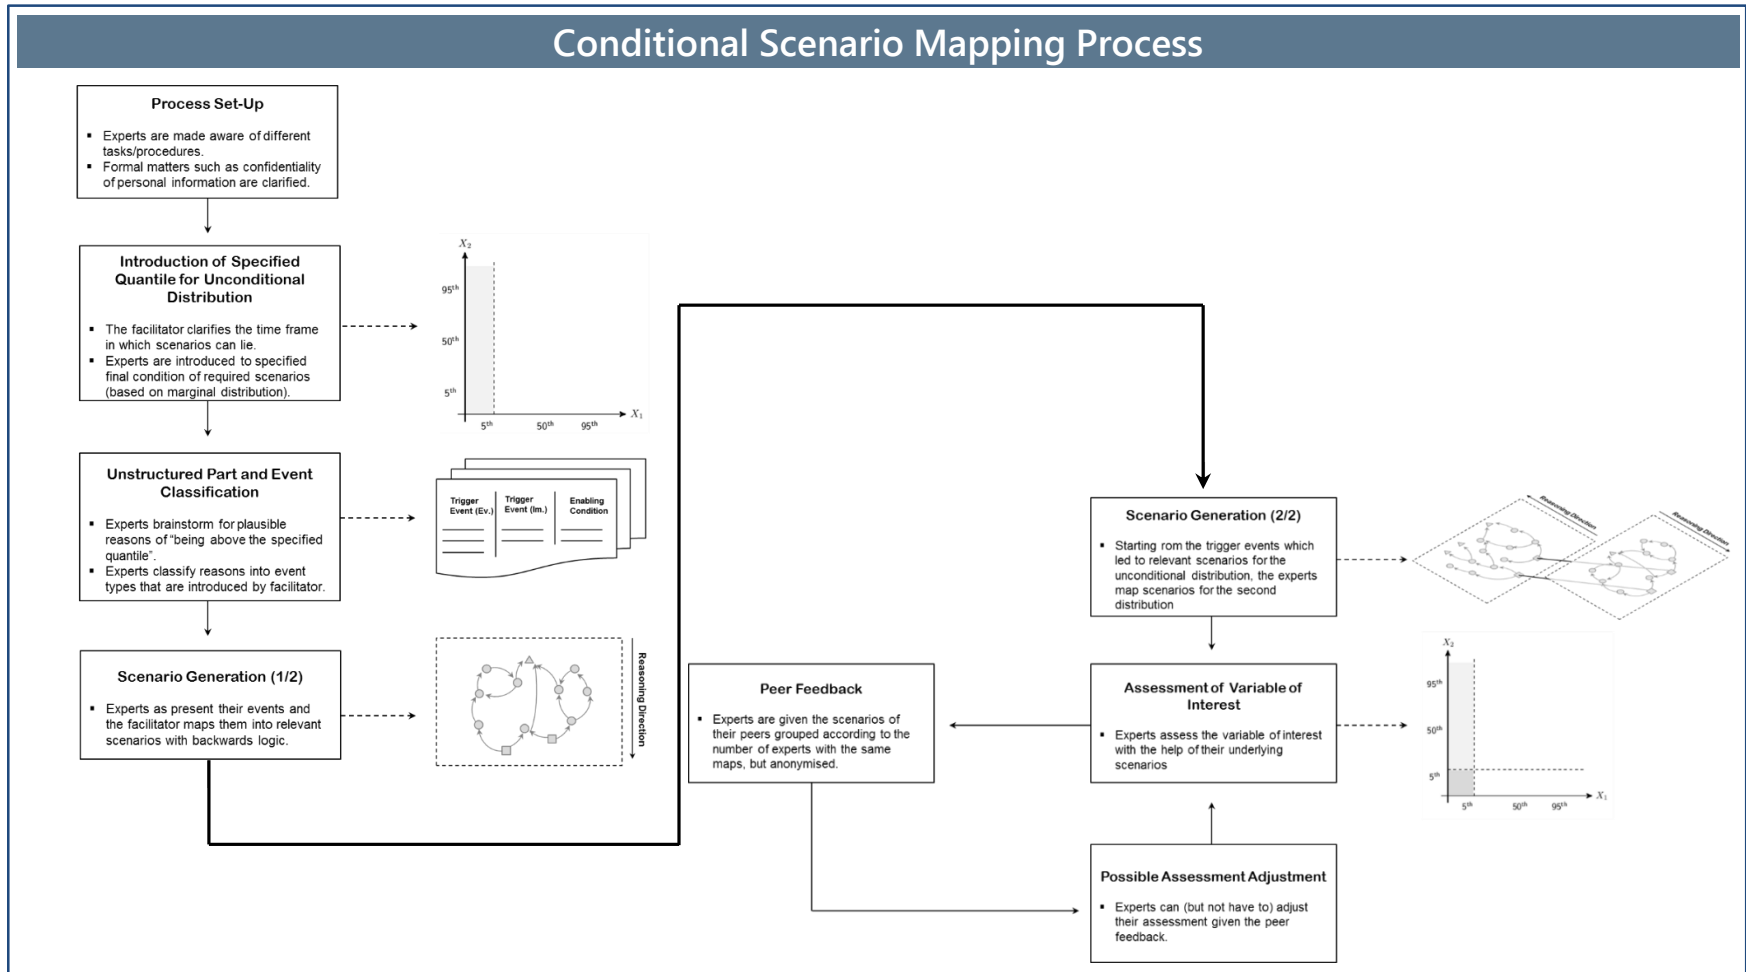 Conditional Scenario Mapping Process
Process Set-Up
▪ Experts are made aware of different
tasks/procedures.
▪ Formal matters such as confidentiality
of personal information are clarified.
Introduction of Specified
Quantile for Unconditional
Distribution
▪ The facilitator clarifies the time frame
in which scenarios can lie.
▪ Experts are introduced to specified
final condition of required scenarios
(based on marginal distribution).
X₂
95ᵗʰ
50ᵗʰ
5ᵗʰ
X₁
5ᵗʰ 50ᵗʰ 95ᵗʰ
Unstructured Part and Event
Classification
▪ Experts brainstorm for plausible
reasons of “being above the specified
quantile”.
▪ Experts classify reasons into event
types that are introduced by facilitator.
Trigger
Event (Ev.)
Trigger
Event (Im.)
Enabling
Condition
Scenario Generation (1/2)
▪ Experts as present their events and
the facilitator maps them into relevant
scenarios with backwards logic.
Reasoning Direction
Scenario Generation (2/2)
▪ Starting rom the trigger events which
led to relevant scenarios for the
unconditional distribution, the experts
map scenarios for the second
distribution
Reasoning Direction
Reasoning Direction
Assessment of Variable of
Interest
▪ Experts assess the variable of interest
with the help of their underlying
scenarios
X₂
95ᵗʰ
50ᵗʰ
5ᵗʰ
X₁
5ᵗʰ 50ᵗʰ 95ᵗʰ
Peer Feedback
▪ Experts are given the scenarios of
their peers grouped according to the
number of experts with the same
maps, but anonymised.
Possible Assessment Adjustment
▪ Experts can (but not have to) adjust
their assessment given the peer
feedback.